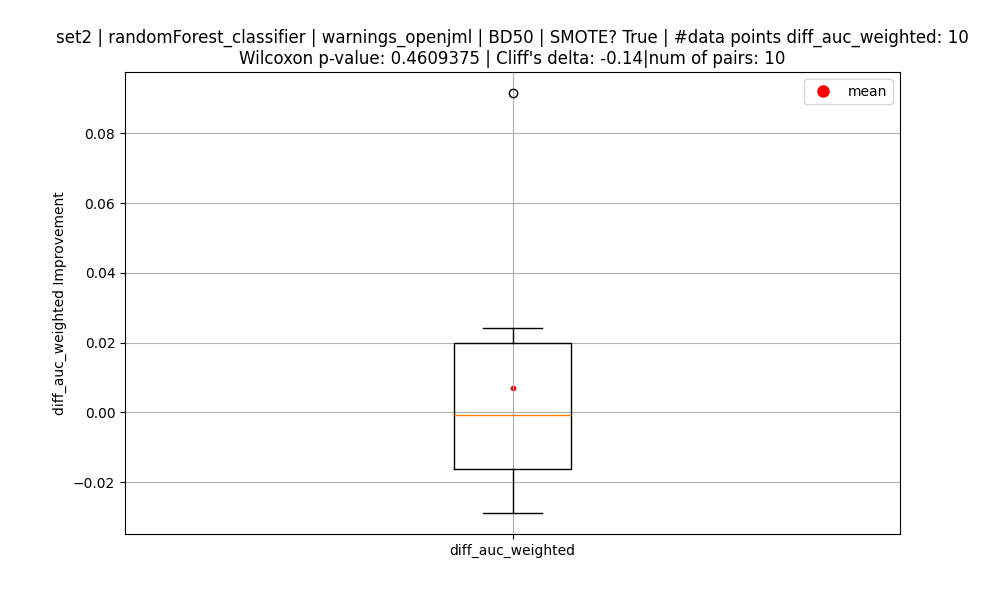 set2 | randomForest_classifier | warnings_openjml | BD50 | SMOTE? True | #data points diff_auc_weighted: 10
Wilcoxon p-value: 0.4609375 | Cliff's delta: -0.14|num of pairs: 10
mean
0.08
0.06
0.04
0.02
0.00
−0.02
diff_auc_weighted Improvement
diff_auc_weighted